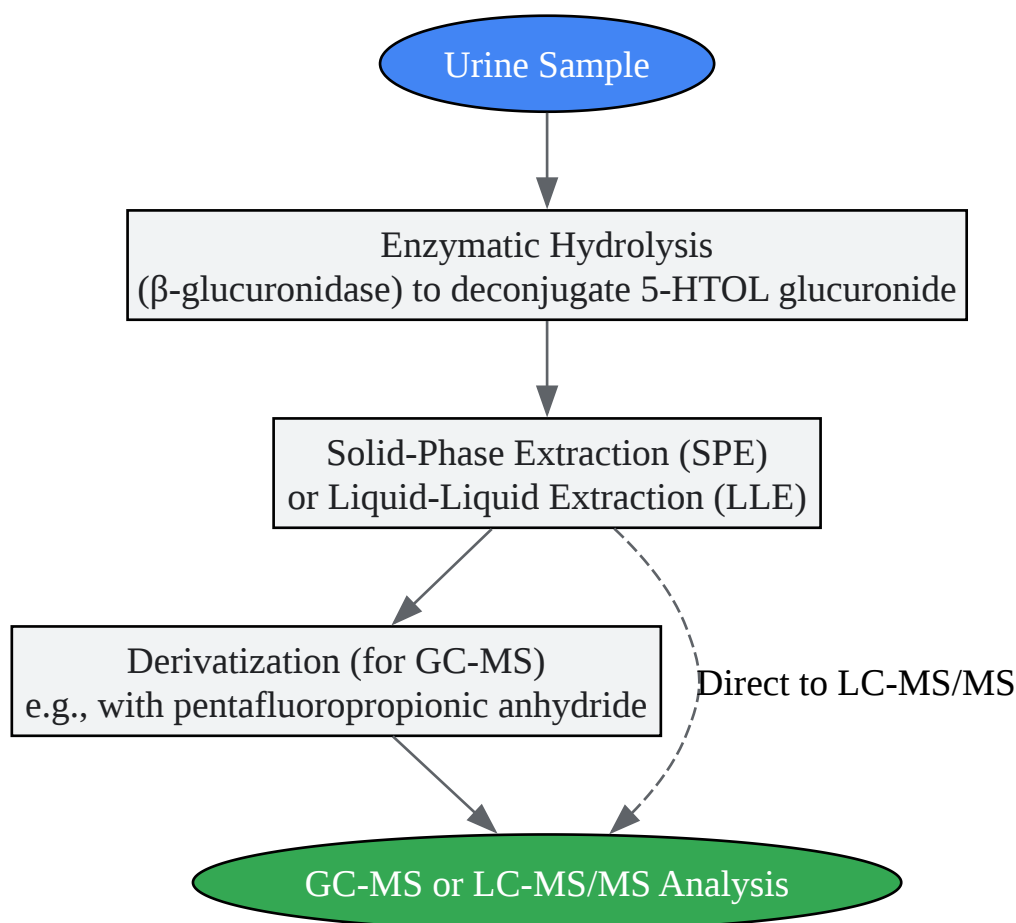 Urine Sample
Enzymatic Hydrolysis
(β-glucuronidase) to deconjugate 5-HTOL glucuronide
Solid-Phase Extraction (SPE)
or Liquid-Liquid Extraction (LLE)
Derivatization (for GC-MS)
e.g., with pentafluoropropionic anhydride
Direct to LC-MS/MS
GC-MS or LC-MS/MS Analysis